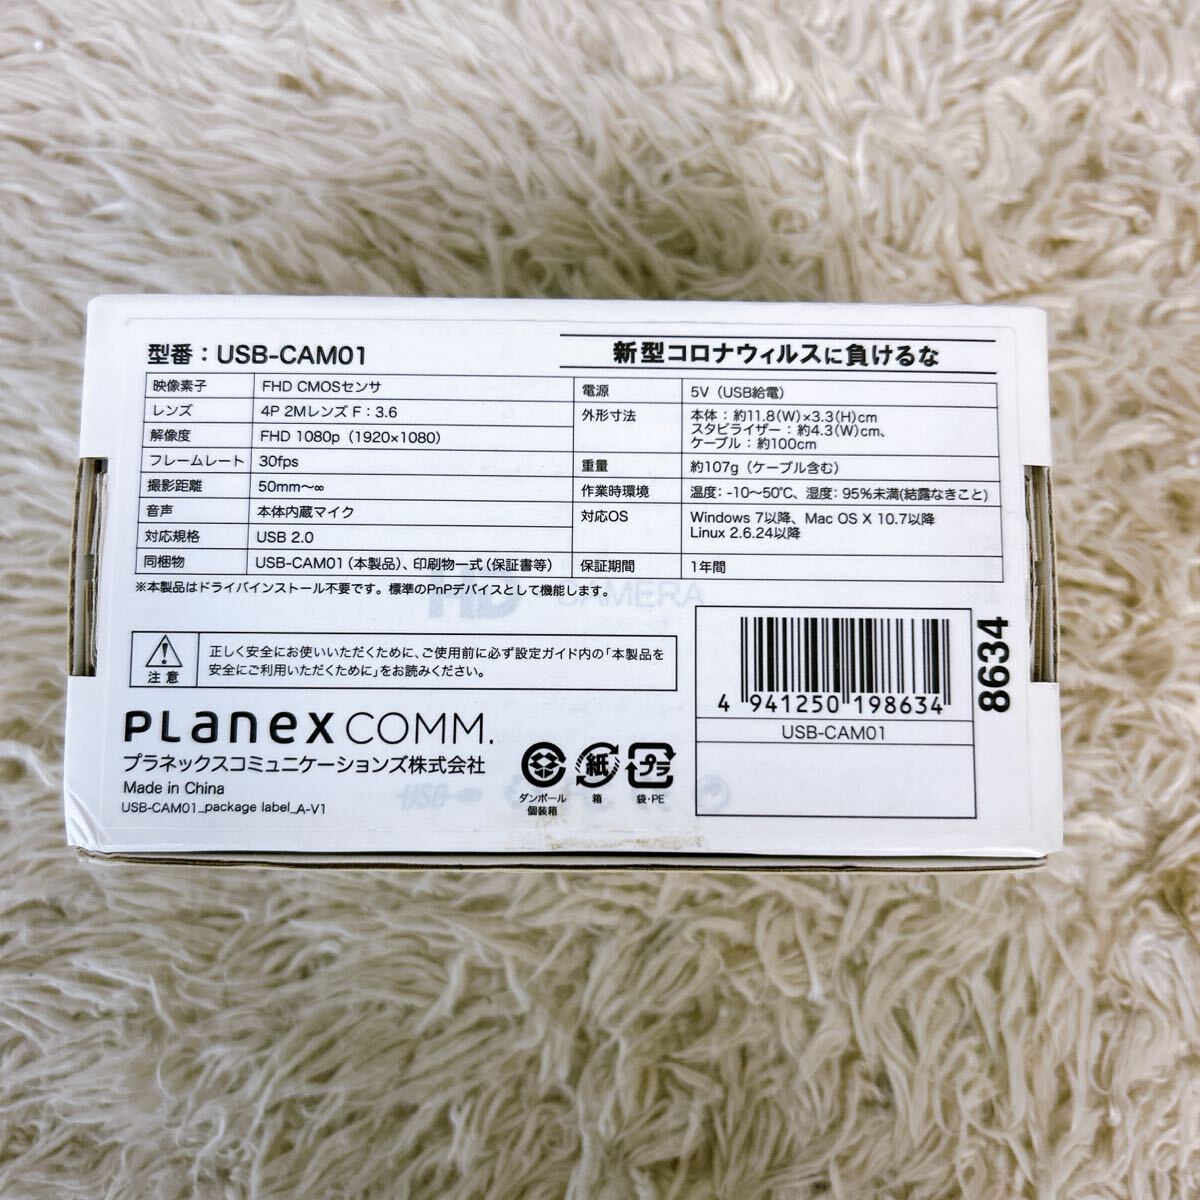 型番：USB-CAM01
新型コロナウィルスに負けるな
映像素子 FHD CMOSセンサ
レンズ 4P 2MレンズF：3.6
解像度 FHD 1080p（1920×1080）
フレームレート 30fps
撮影距離 50mm〜∞
音声 本体内蔵マイク
対応規格 USB 2.0
同梱物 USB-CAM01（本製品）、印刷物一式（保証書等）
電源 5V（USB給電）
外形寸法 本体：約11.8(W)×3.3(H)cm
スタビライザー：約4.3(W)cm、
ケーブル：約100cm
重量 約107g（ケーブル含む）
作業時環境 温度：-10〜50℃、湿度：95％未満(結露なきこと)
対応OS Windows 7以降、Mac OS X 10.7以降
Linux 2.6.24以降
保証期間 1年間
※本製品はドライバインストール不要です。標準のPnPデバイスとして機能します。
HD CAMERA
注意
正しく安全にお使いいただくために、ご使用前に必ず設定ガイド内の「本製品を
安全にご利用いただくために」をお読みください。
PLANEX COMM.
プラネックスコミュニケーションズ株式会社
Made in China
USB-CAM01_package label_A-V1
USB
ダンボール
個装箱
紙
箱
プラ
袋・PE
4 941250 198634
USB-CAM01
8634